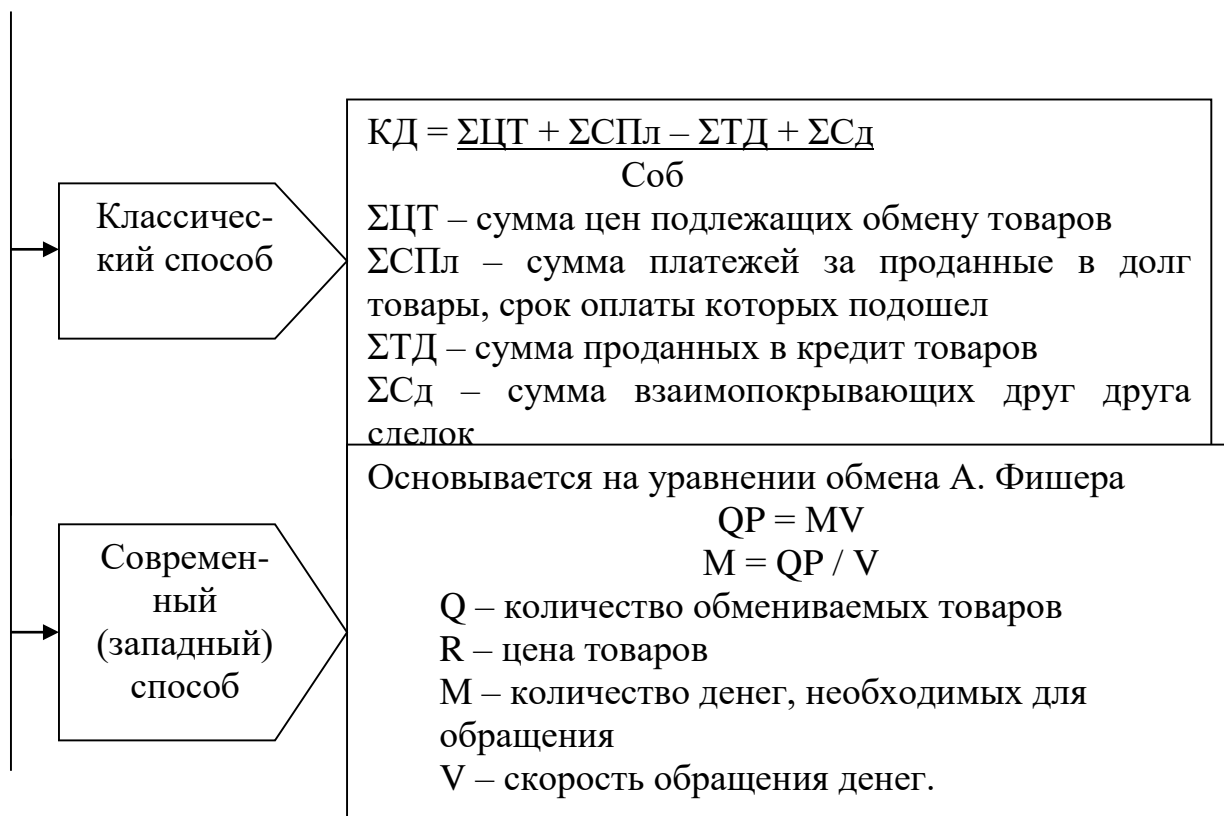 Классичес-
кий способ
КД = ΣЦТ + ΣСПл – ΣТД + ΣСд
Соб
ΣЦТ – сумма цен подлежащих обмену товаров
ΣСПл – сумма платежей за проданные в долг
товары, срок оплаты которых подошел
ΣТД – сумма проданных в кредит товаров
ΣСд – сумма взаимопокрывающих друг друга
сделок
Современ-
ный
(западный)
способ
Основывается на уравнении обмена А. Фишера
QP = MV
M = QP / V
Q – количество обмениваемых товаров
R – цена товаров
M – количество денег, необходимых для
обращения
V – скорость обращения денег.